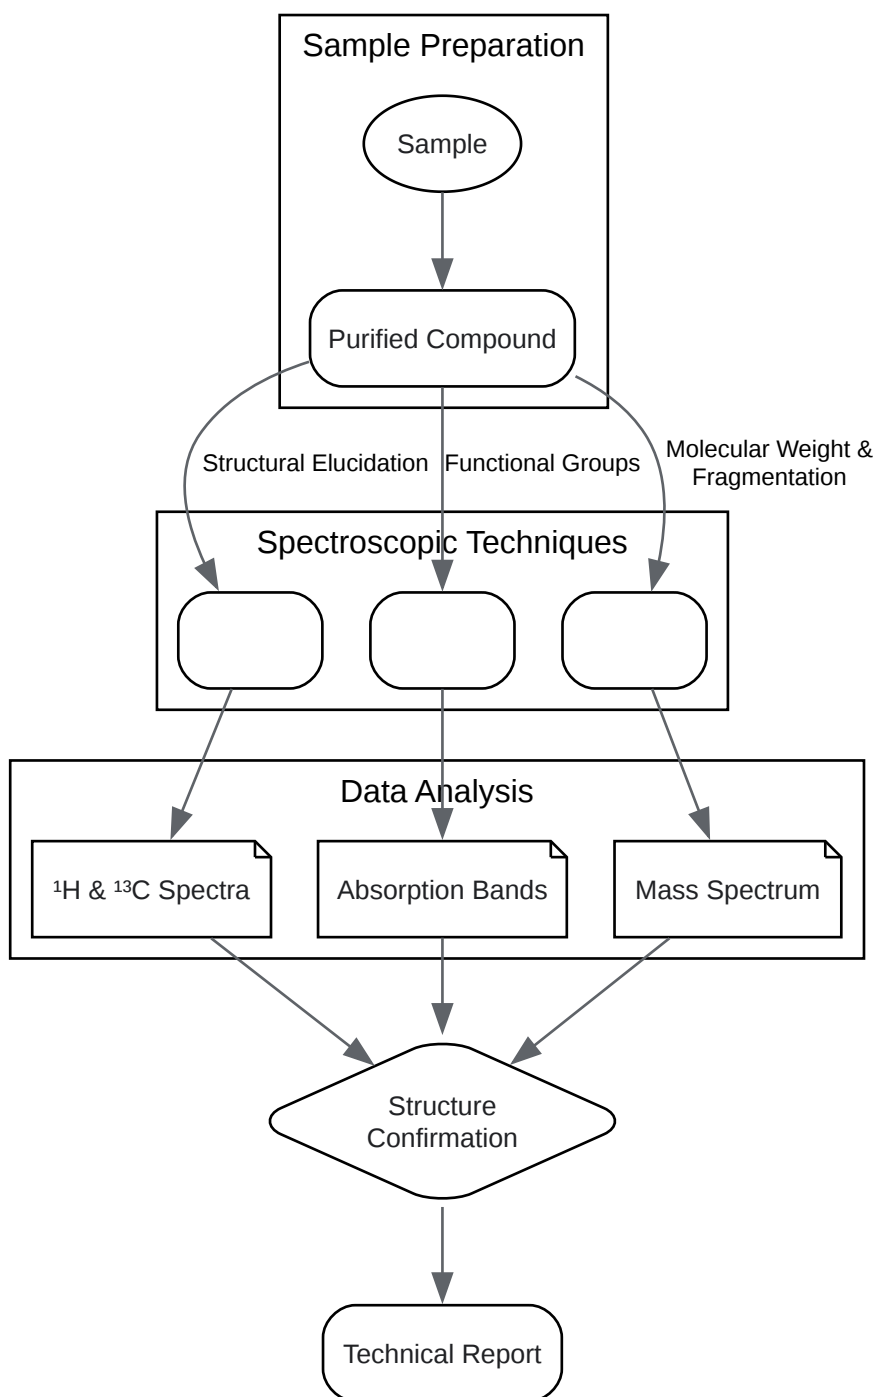 Sample Preparation
Sample
Purified Compound
Structural Elucidation
Functional Groups
Molecular Weight &
Fragmentation
Spectroscopic Techniques
Data Analysis
¹H & ¹³C Spectra
Absorption Bands
Mass Spectrum
Structure
Confirmation
Technical Report